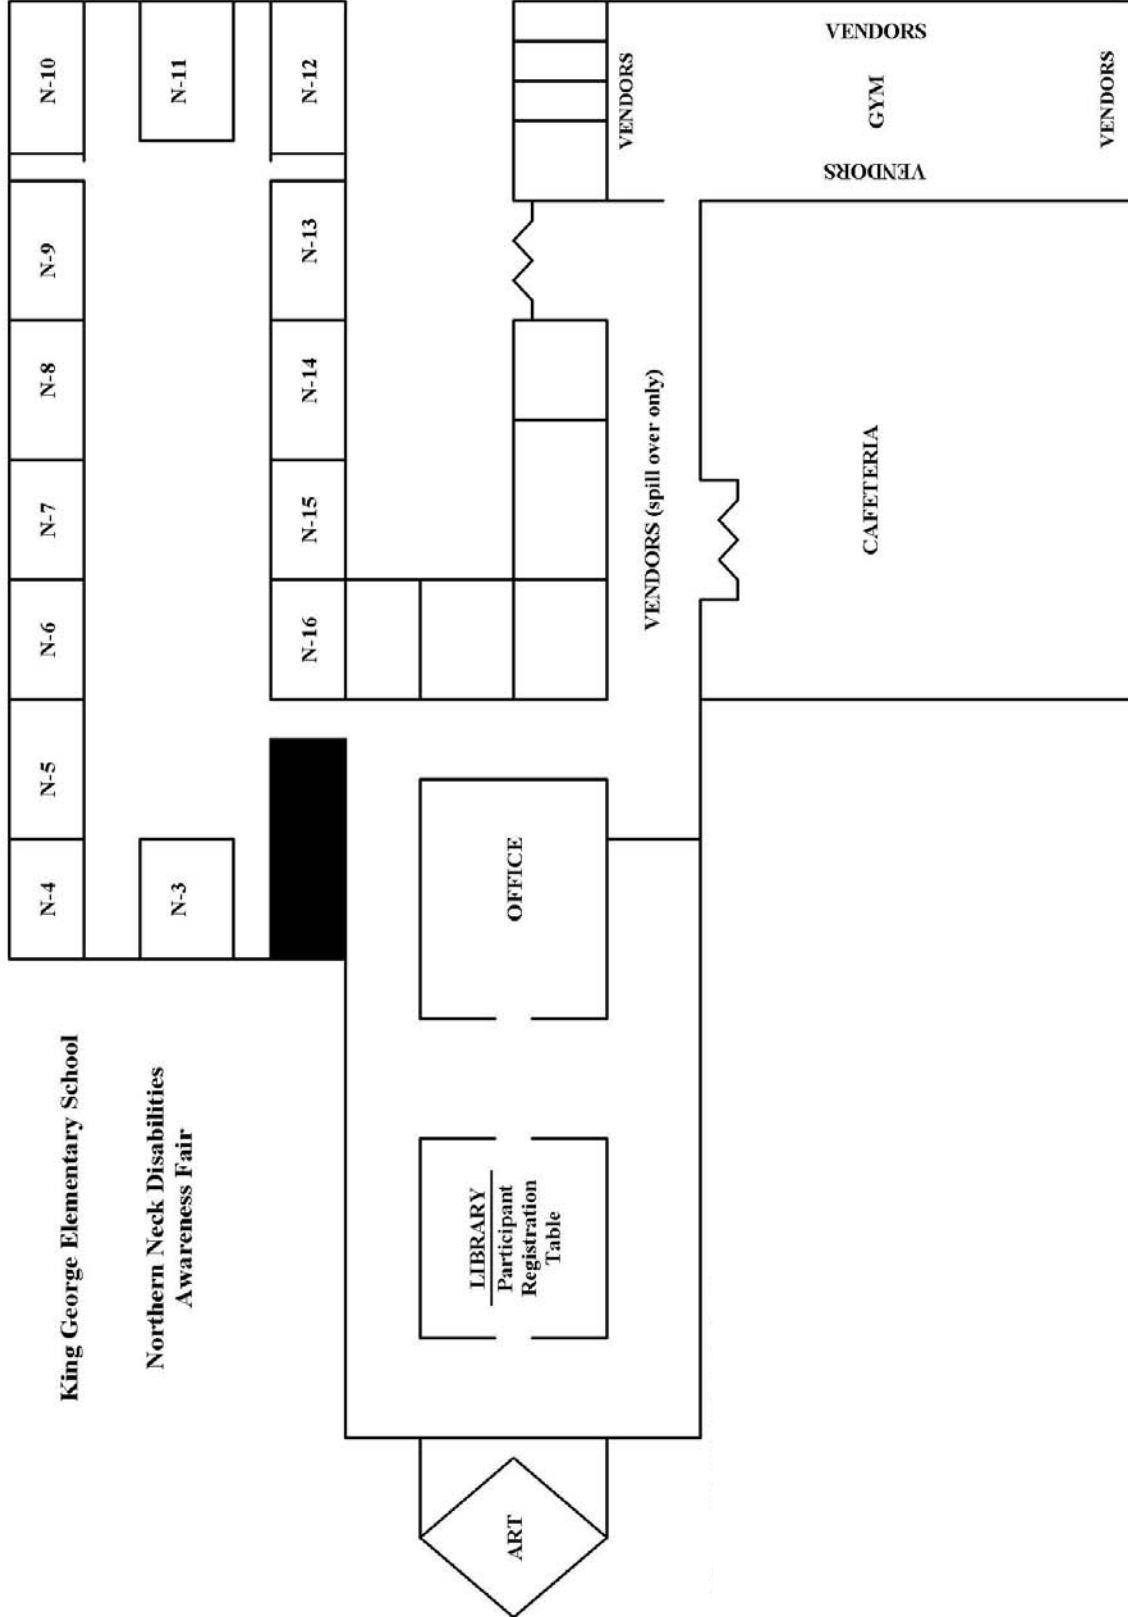 King George Elementary School
Northern Neck Disabilities
Awareness Fair
N-4
N-5
N-6
N-7
N-8
N-9
N-10
N-3
N-11
N-16
N-15
N-14
N-13
N-12
ART
LIBRARY
Participant
Registration
Table
OFFICE
VENDORS (spill over only)
VENDORS
CAFETERIA
VENDORS
GYM
VENDORS
VENDORS